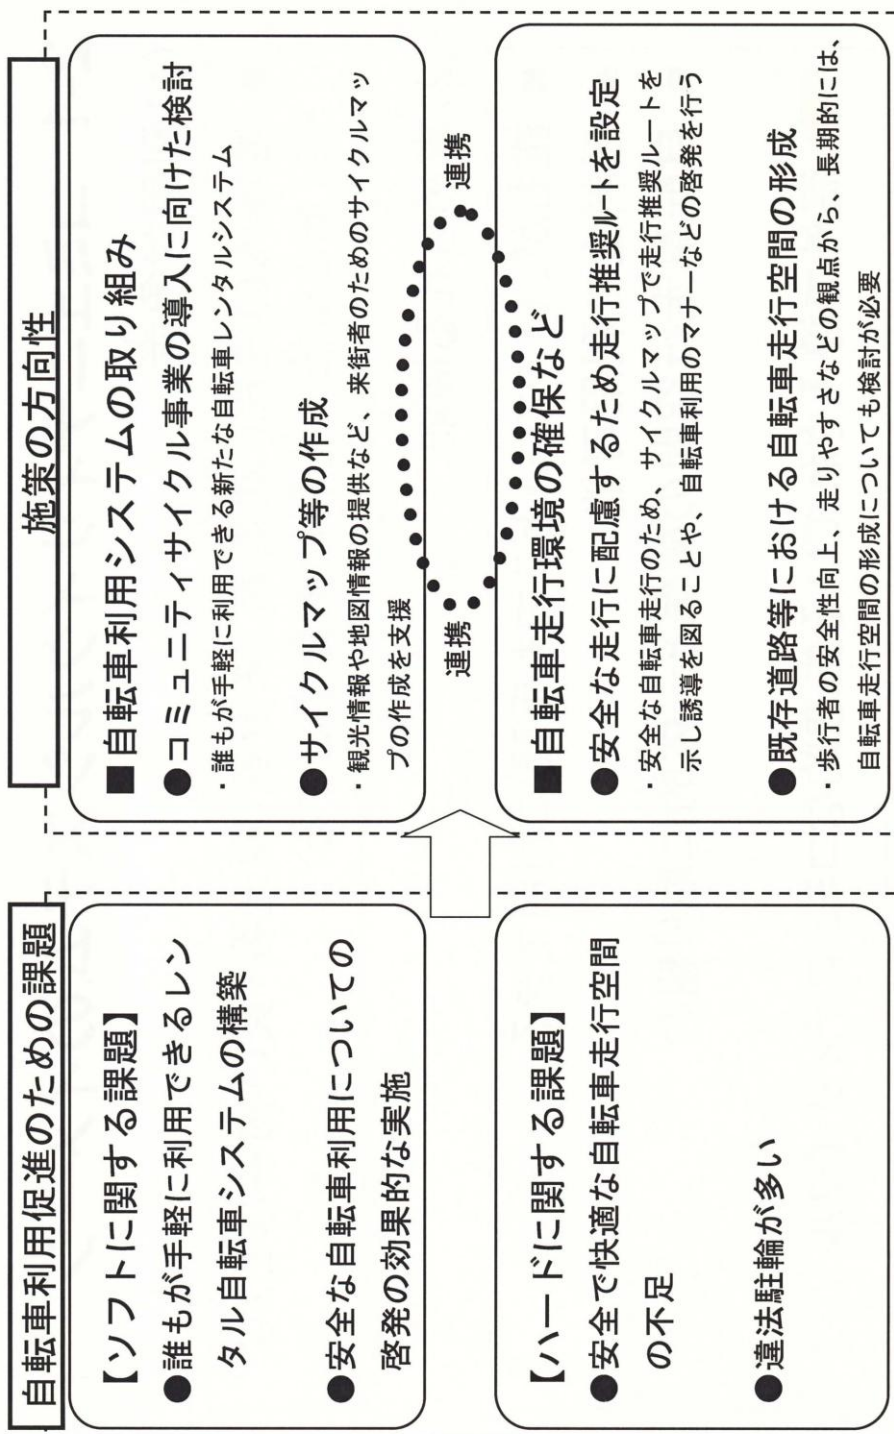 自転車利用促進のための課題
【ソフトに関する課題】
●誰もが手軽に利用できるレン
タル自転車システムの構築
●安全な自転車利用についての
啓発の効果的な実施
【ハードに関する課題】
●安全で快適な自転車走行空間
の不足
●違法駐輪が多い
施策の方向性
■自転車利用システムの取り組み
●コミュニティサイクル事業の導入に向けた検討
・誰もが手軽に利用できる新たな自転車レンタルシステム
●サイクルマップ等の作成
・観光情報や地図情報の提供など、来街者のためのサイクルマッ
プの作成を支援
連携
連携
■自転車走行環境の確保など
●安全な走行に配慮するため走行推奨ルートを設定
・安全な自転車走行のため、サイクルマップで走行推奨ルートを
示し誘導を図ることや、自転車利用のマナーなどの啓発を行う
●既存道路等における自転車走行空間の形成
・歩行者の安全性向上、走りやすさなどの観点から、長期的には、
自転車走行空間の形成についても検討が必要